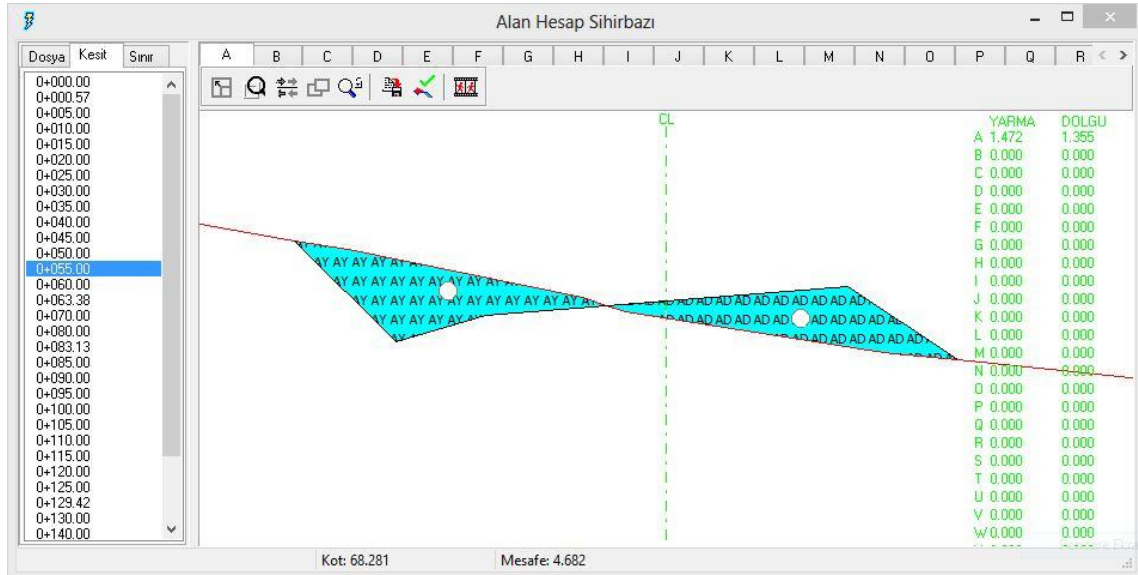 Alan Hesap Sihirbazı
Dosya Kesit Sınır
A B C D E F G H I J K L M N O P Q R
0+000.00
0+000.57
0+005.00
0+010.00
0+015.00
0+020.00
0+025.00
0+030.00
0+035.00
0+040.00
0+045.00
0+050.00
0+055.00
0+060.00
0+063.38
0+070.00
0+080.00
0+083.13
0+085.00
0+090.00
0+095.00
0+100.00
0+105.00
0+110.00
0+115.00
0+120.00
0+125.00
0+129.42
0+130.00
0+140.00
CL
YARMA DOLGU
A 1.472 1.355
B 0.000 0.000
C 0.000 0.000
D 0.000 0.000
E 0.000 0.000
F 0.000 0.000
G 0.000 0.000
H 0.000 0.000
I 0.000 0.000
J 0.000 0.000
K 0.000 0.000
L 0.000 0.000
M 0.000 0.000
N 0.000 0.000
O 0.000 0.000
P 0.000 0.000
Q 0.000 0.000
R 0.000 0.000
S 0.000 0.000
T 0.000 0.000
U 0.000 0.000
V 0.000 0.000
W 0.000 0.000
AY AY AY AY
AY AY AY AY AY AY AY
AY AY AY AY AY AY AY AY AY AY
AY AY AY AY AY
AD AD AD AD AD AD AD AD AD
AD AD AD AD AD AD AD AD AD AD
Kot: 68.281 Mesafe: 4.682